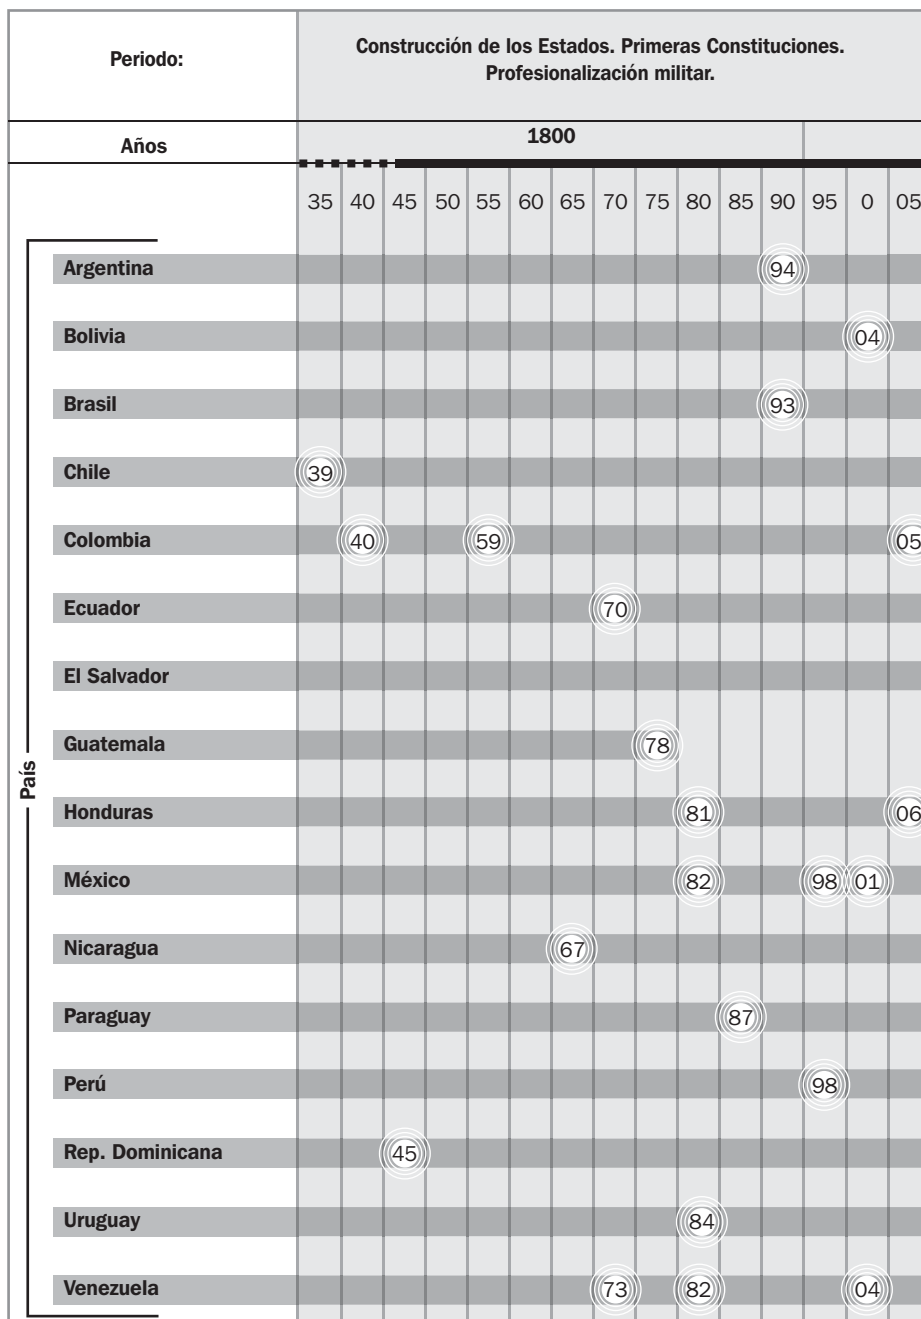 Periodo:
Construcción de los Estados. Primeras Constituciones.
Profesionalización militar.
Años
1800
35 40 45 50 55 60 65 70 75 80 85 90 95 0 05
País
Argentina 94
Bolivia 04
Brasil 93
Chile 39
Colombia 40 59 05
Ecuador 70
El Salvador
Guatemala 78
Honduras 81 06
México 82 98 01
Nicaragua 67
Paraguay 87
Perú 98
Rep. Dominicana 45
Uruguay 84
Venezuela 73 82 04